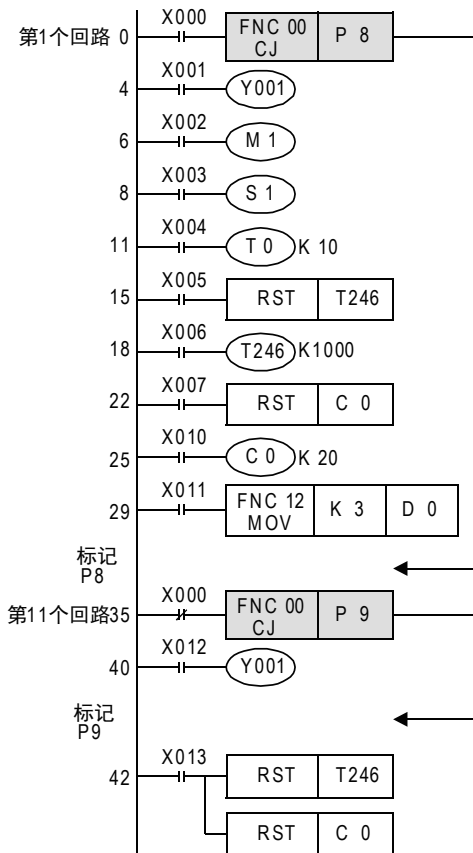 X000
第1个回路 0 FNC 00 CJ P 8
X001
4 Y001
X002
6 M 1
X003
8 S 1
X004
11 T 0 K 10
X005
15 RST T246
X006
18 T246 K1000
X007
22 RST C 0
X010
25 C 0 K 20
X011
29 FNC 12 MOV K 3 D 0
标记
P8
X000
第11个回路35 FNC 00 CJ P 9
X012
40 Y001
标记
P9
X013
42 RST T246
RST C 0